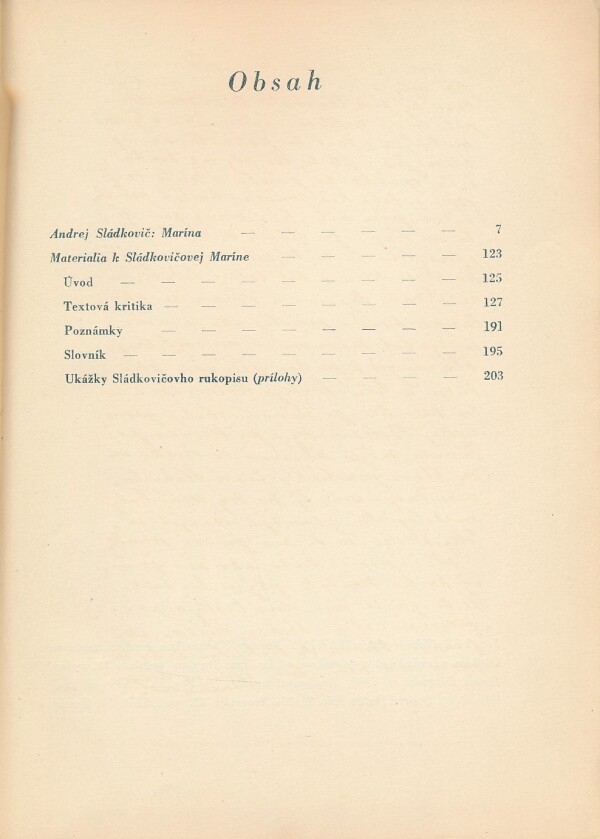 Obsah
Andrej Sládkovič: Marína — — — — — — 7
Materialia k Sládkovičovej Maríne — — — — — 123
Úvod — — — — — — — — — 125
Textová kritika — — — — — — — — 127
Poznámky — — — — — — — — 191
Slovník — — — — — — — — — 195
Ukážky Sládkovičovho rukopisu (prílohy) — — — — 203